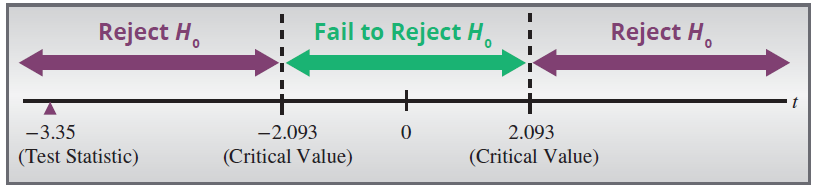 Reject H₀ Fail to Reject H₀ Reject H₀
t
−3.35 −2.093 0 2.093
(Test Statistic) (Critical Value) (Critical Value)